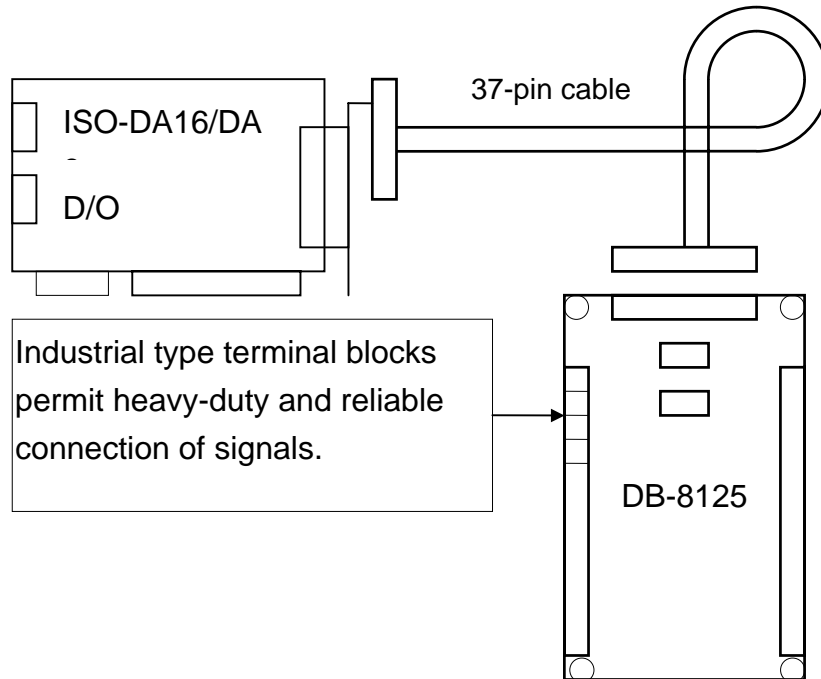 37-pin cable
ISO-DA16/DA
D/O
Industrial type terminal blocks
permit heavy-duty and reliable
connection of signals.
DB-8125